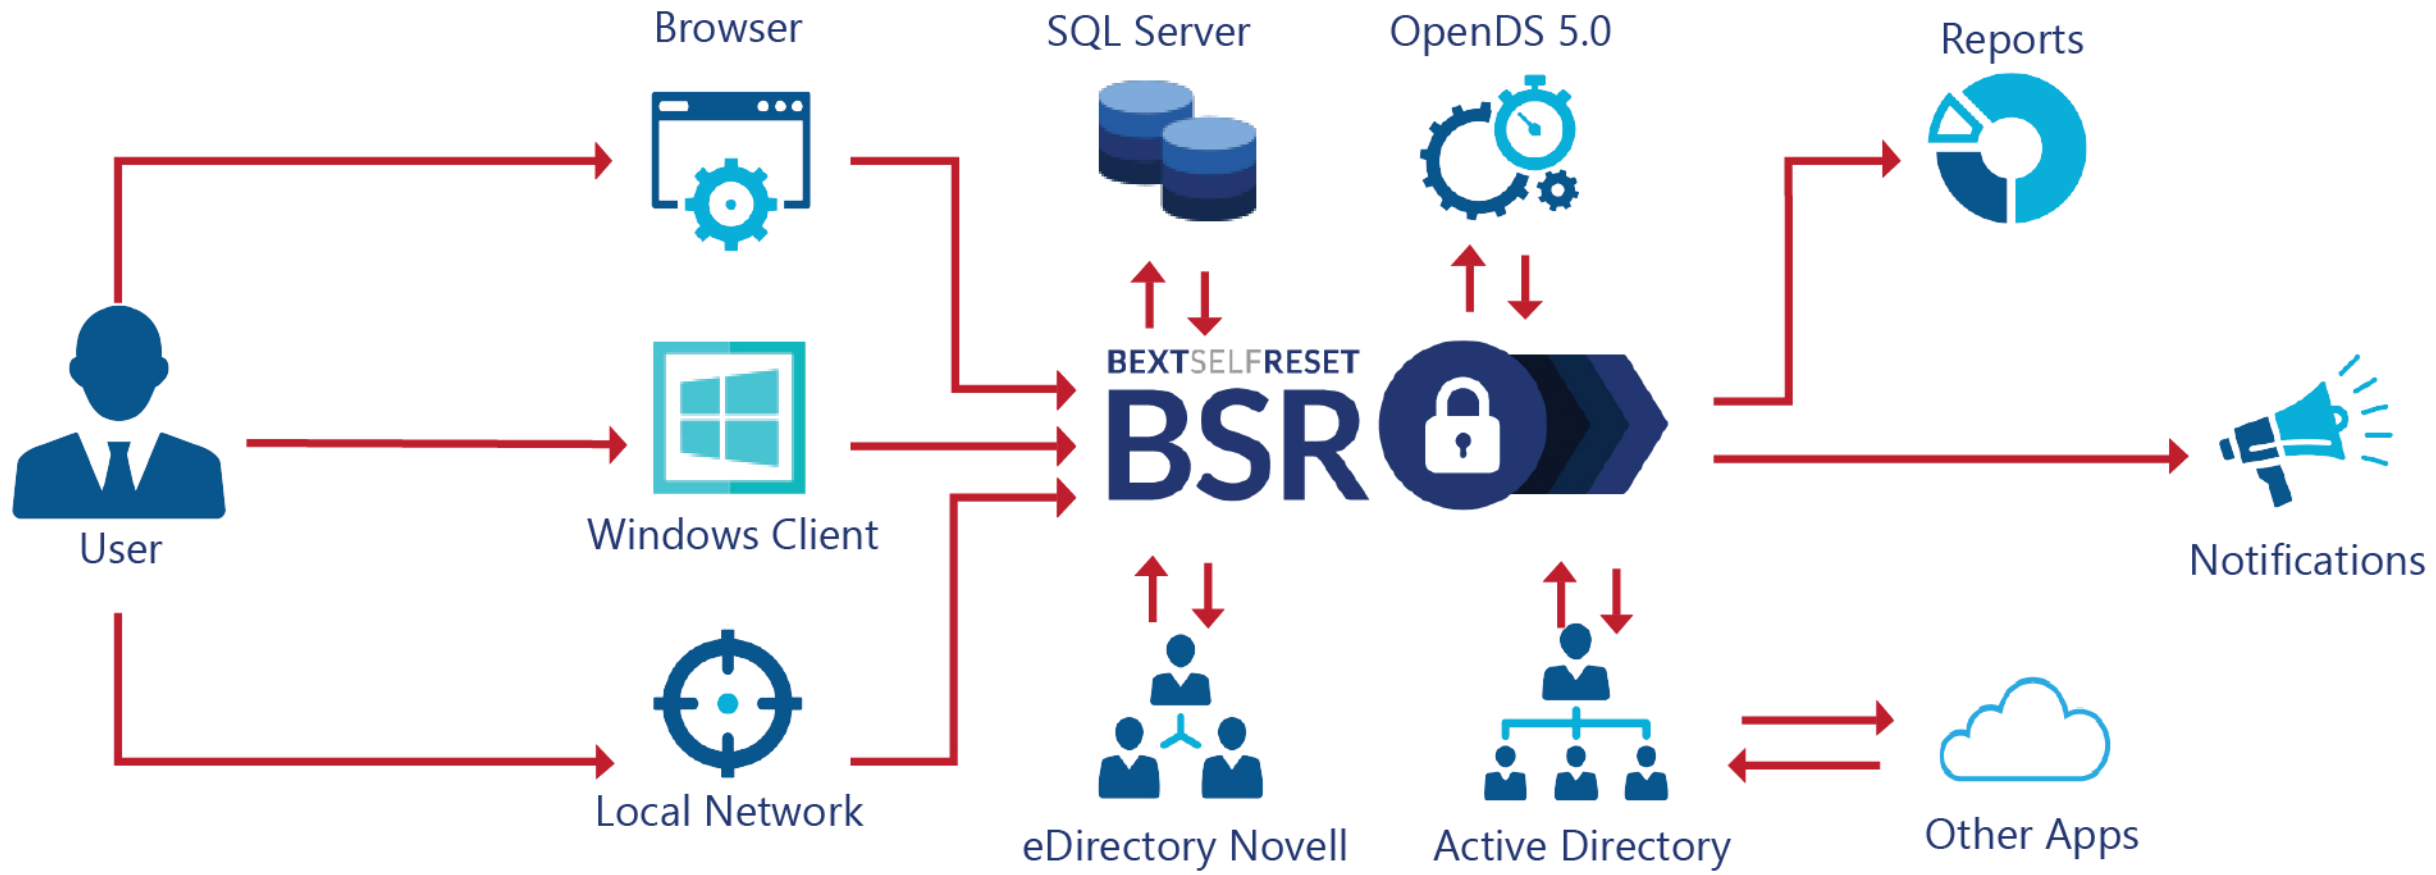 Browser
SQL Server
OpenDS 5.0
Reports
User
Windows Client
BEXTSELFRESET
BSR
Notifications
Local Network
eDirectory Novell
Active Directory
Other Apps